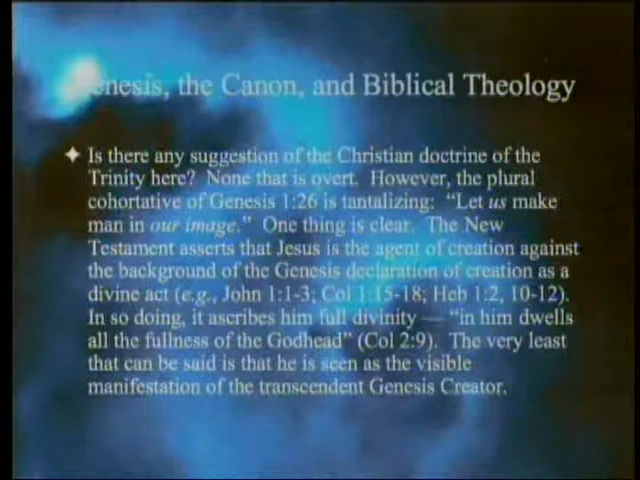 Genesis, the Canon, and Biblical Theology
✦ Is there any suggestion of the Christian doctrine of the
Trinity here? None that is overt. However, the plural
cohortative of Genesis 1:26 is tantalizing: “Let us make
man in our image.” One thing is clear. The New
Testament asserts that Jesus is the agent of creation against
the background of the Genesis declaration of creation as a
divine act (e.g., John 1:1-3; Col 1:15-18; Heb 1:2, 10-12).
In so doing, it ascribes him full divinity — “in him dwells
all the fullness of the Godhead” (Col 2:9). The very least
that can be said is that he is seen as the visible
manifestation of the transcendent Genesis Creator.